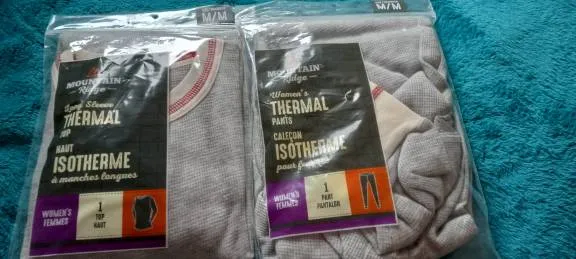 M/M
MOUNTAIN
Ridge
Long Sleeve
THERMAL
TOP
HAUT
ISOTHERME
à manches longues
WOMEN'S
FEMMES
1
TOP
HAUT
M/M
MOUNTAIN
Ridge
Women's
THERMAL
PANTS
CALEÇON
ISOTHERME
pour
WOMEN'S
FEMMES
1
PANT
PANTALON